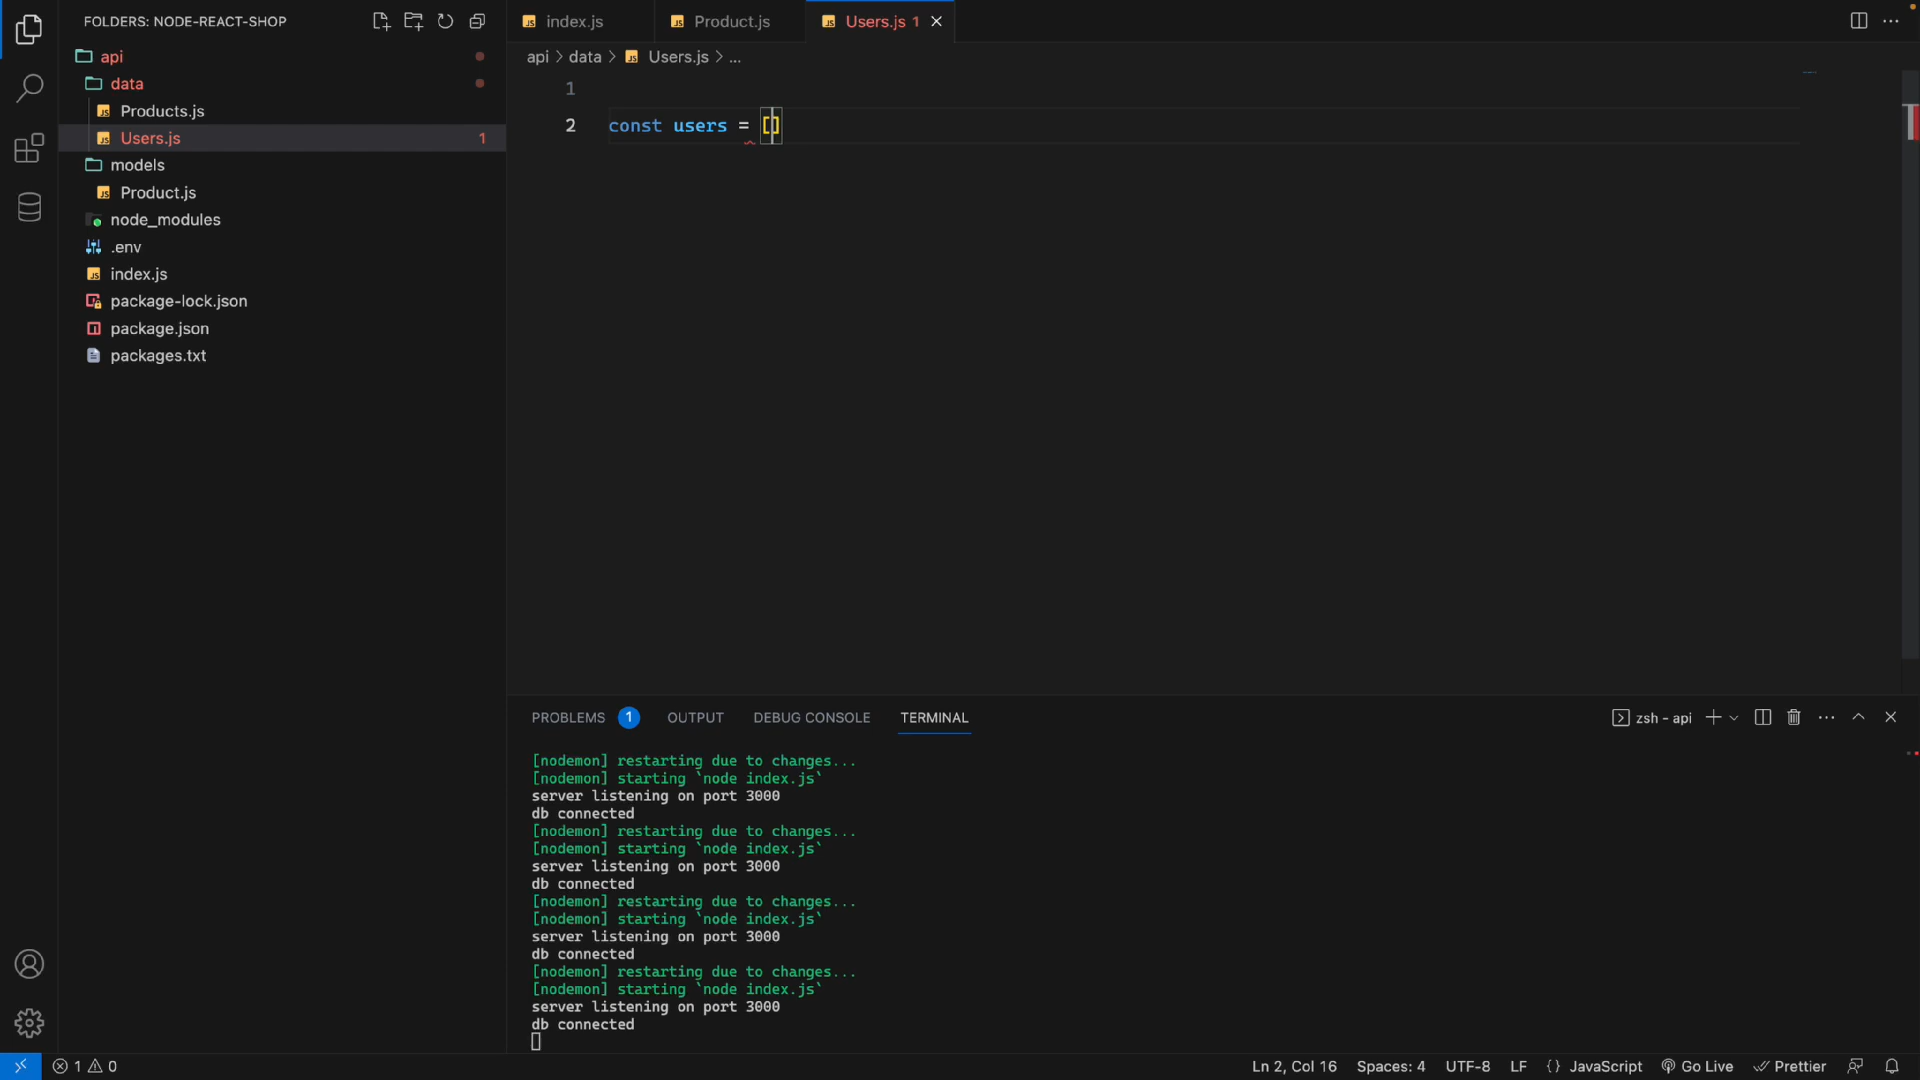 FOLDERS: NODE-REACT-SHOP
api
data
Products.js
Users.js 1
models
Product.js
node_modules
.env
index.js
package-lock.json
package.json
packages.txt
index.js Product.js Users.js 1
api > data > Users.js > ...
1
2 const users = []
PROBLEMS 1 OUTPUT DEBUG CONSOLE TERMINAL zsh - api
[nodemon] restarting due to changes...
[nodemon] starting `node index.js`
server listening on port 3000
db connected
[nodemon] restarting due to changes...
[nodemon] starting `node index.js`
server listening on port 3000
db connected
[nodemon] restarting due to changes...
[nodemon] starting `node index.js`
server listening on port 3000
db connected
[nodemon] restarting due to changes...
[nodemon] starting `node index.js`
server listening on port 3000
db connected
1 0 Ln 2, Col 16 Spaces: 4 UTF-8 LF {} JavaScript Go Live Prettier